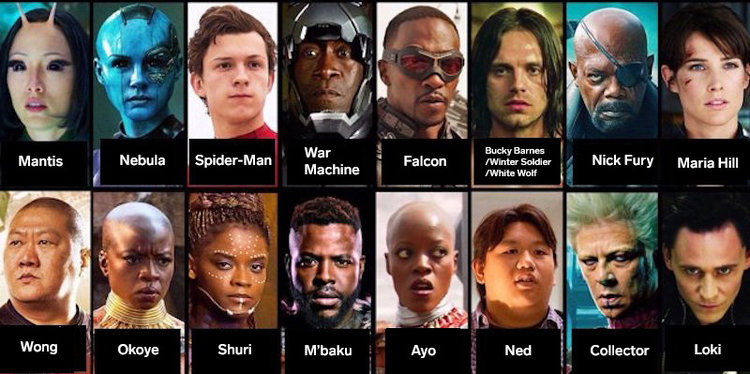 Mantis
Nebula
Spider-Man
War
Machine
Falcon
Bucky Barnes
/Winter Soldier
/White Wolf
Nick Fury
Maria Hill
Wong
Okoye
Shuri
M'baku
Ayo
Ned
Collector
Loki